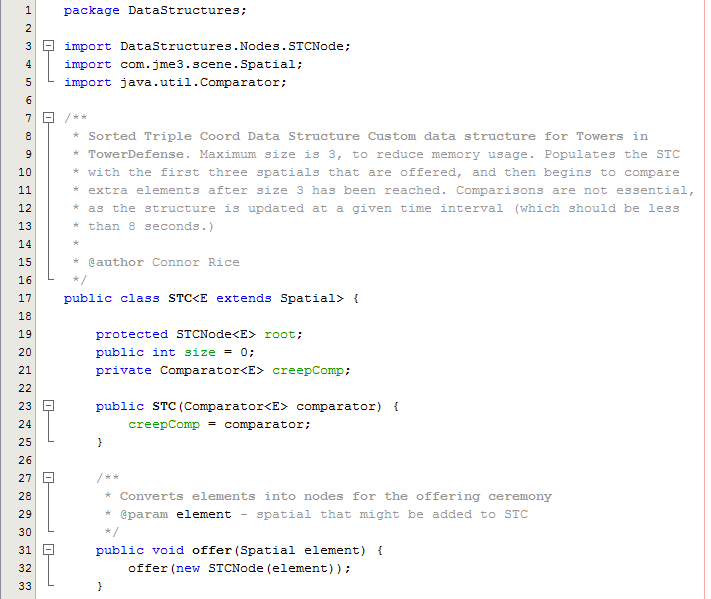 1 package DataStructures;
2
3 import DataStructures.Nodes.STCNode;
4 import com.jme3.scene.Spatial;
5 import java.util.Comparator;
6
7 /**
8 * Sorted Triple Coord Data Structure Custom data structure for Towers in
9 * TowerDefense. Maximum size is 3, to reduce memory usage. Populates the STC
10 * with the first three spatials that are offered, and then begins to compare
11 * extra elements after size 3 has been reached. Comparisons are not essential,
12 * as the structure is updated at a given time interval (which should be less
13 * than 8 seconds.)
14 *
15 * @author Connor Rice
16 */
17 public class STC<E extends Spatial> {
18
19 protected STCNode<E> root;
20 public int size = 0;
21 private Comparator<E> creepComp;
22
23 public STC(Comparator<E> comparator) {
24 creepComp = comparator;
25 }
26
27 /**
28 * Converts elements into nodes for the offering ceremony
29 * @param element - spatial that might be added to STC
30 */
31 public void offer(Spatial element) {
32 offer(new STCNode(element));
33 }